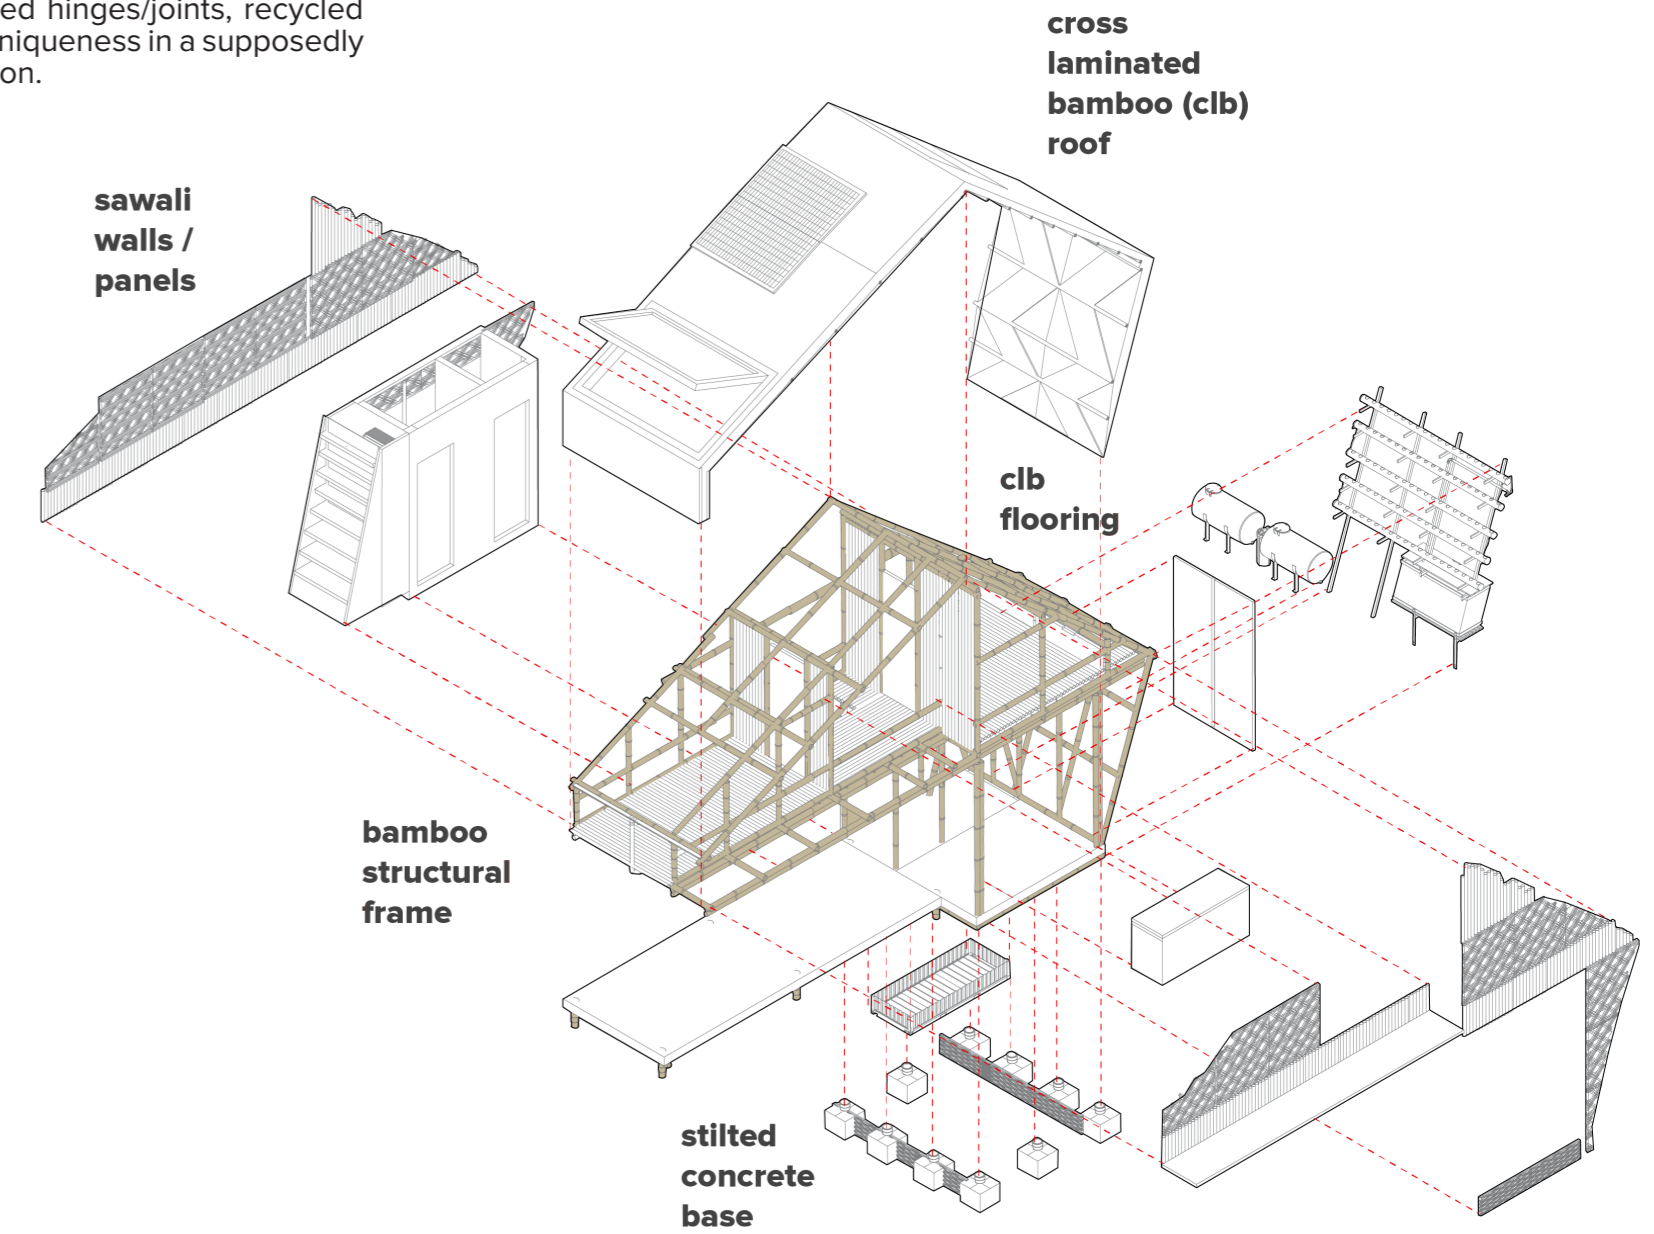 ed hinges/joints, recycled
niqueness in a supposedly
on.
cross
laminated
bamboo (clb)
roof
sawali
walls /
panels
clb
flooring
bamboo
structural
frame
stilted
concrete
base